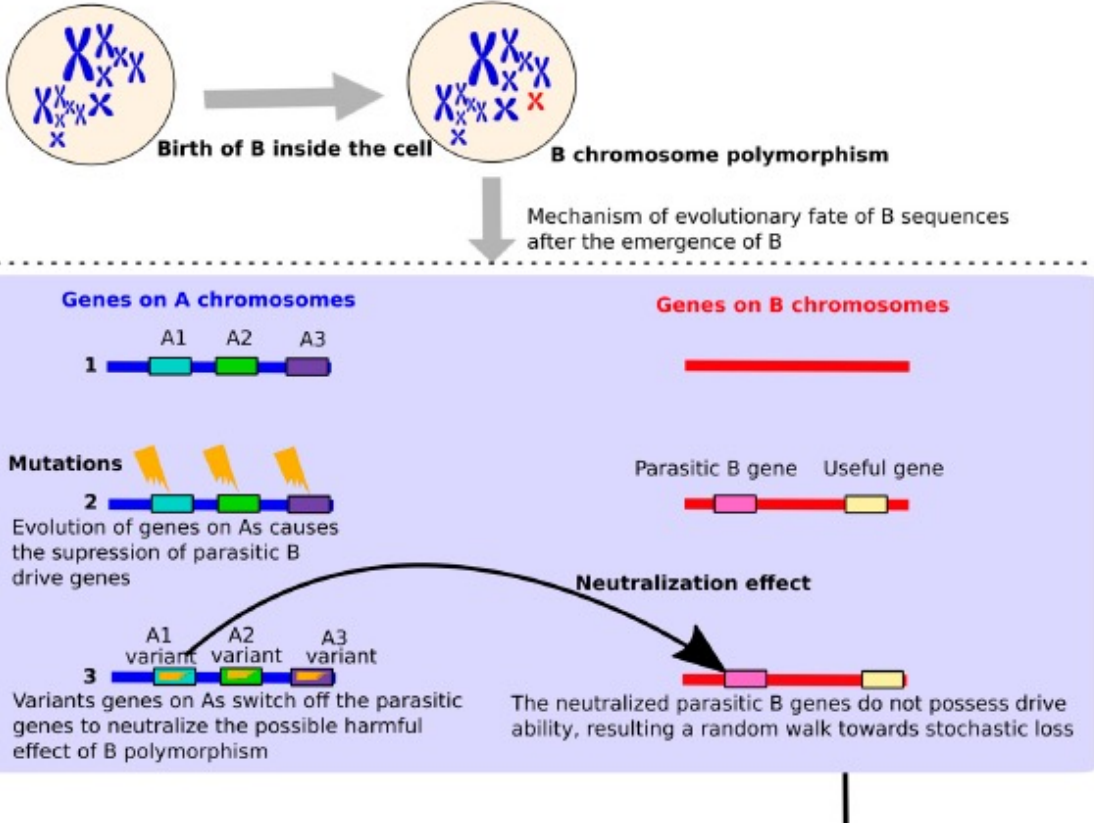 Birth of B inside the cell
B chromosome polymorphism
Mechanism of evolutionary fate of B sequences
after the emergence of B
Genes on A chromosomes
Genes on B chromosomes
A1 A2 A3
1
Mutations
Parasitic B gene Useful gene
2
Evolution of genes on As causes
the supression of parasitic B
drive genes
Neutralization effect
A1 A2 A3
variant variant variant
3
Variants genes on As switch off the parasitic
genes to neutralize the possible harmful
effect of B polymorphism
The neutralized parasitic B genes do not possess drive
ability, resulting a random walk towards stochastic loss